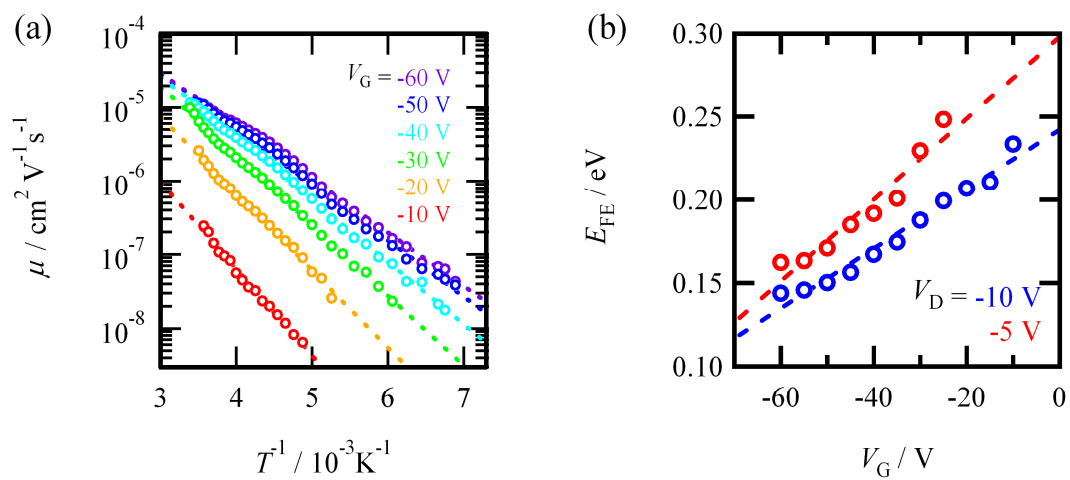 (a)
10^-4
10^-5
10^-6
10^-7
10^-8
μ / cm^2 V^-1 s^-1
V_G = -60 V
-50 V
-40 V
-30 V
-20 V
-10 V
3 4 5 6 7
T^-1 / 10^-3 K^-1
(b)
0.30
0.25
0.20
0.15
0.10
E_FE / eV
V_D = -10 V
-5 V
-60 -40 -20 0
V_G / V